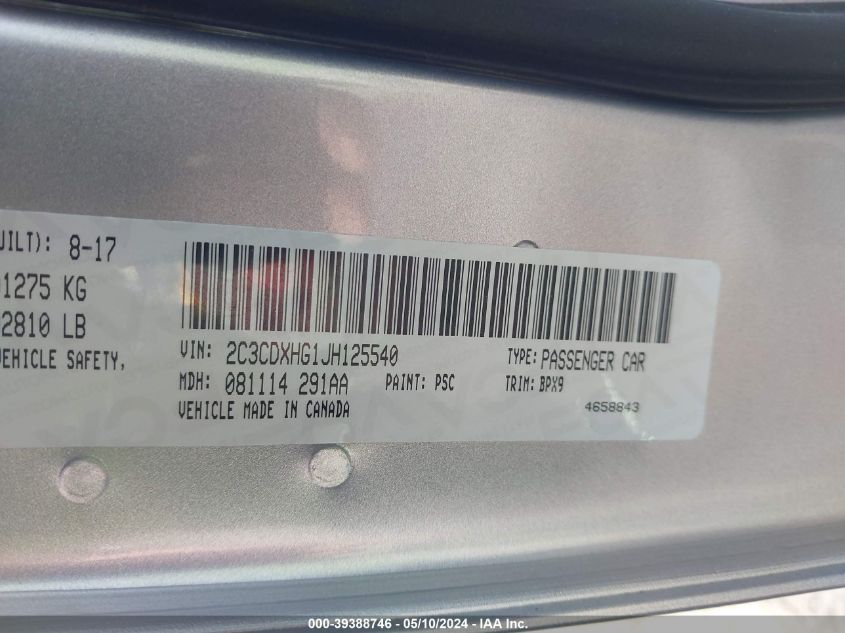 UILT): 8-17
1275 KG
2810 LB
VEHICLE SAFETY,
VIN: 2C3CDXHG1JH125540 TYPE: PASSENGER CAR
MDH: 081114 291AA PAINT: PSC TRIM: BPX9
VEHICLE MADE IN CANADA 4658843
000-39388746 - 05/10/2024 - IAA Inc.